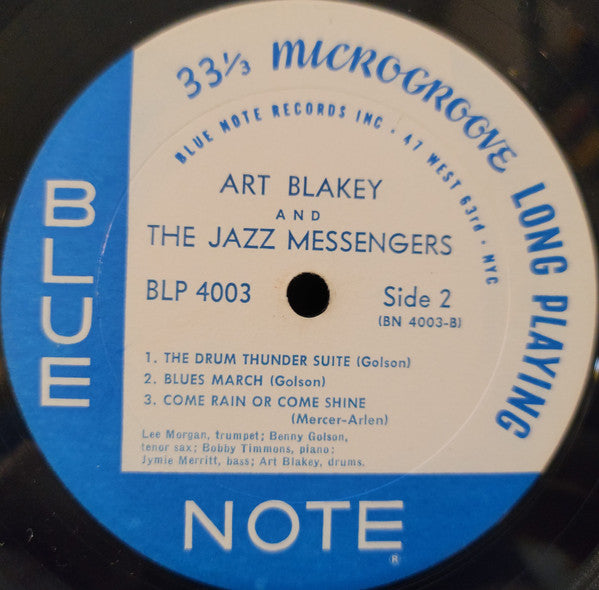 33⅓ MICROGROOVE LONG PLAYING
BLUE NOTE RECORDS INC • 47 WEST 63rd • NYC
ART BLAKEY
AND
THE JAZZ MESSENGERS
BLP 4003
Side 2
(BN 4003-B)
1. THE DRUM THUNDER SUITE (Golson)
2. BLUES MARCH (Golson)
3. COME RAIN OR COME SHINE
(Mercer-Arlen)
Lee Morgan, trumpet; Benny Golson,
tenor sax; Bobby Timmons, piano;
Jymie Merritt, bass; Art Blakey, drums.
BLUE
NOTE
®